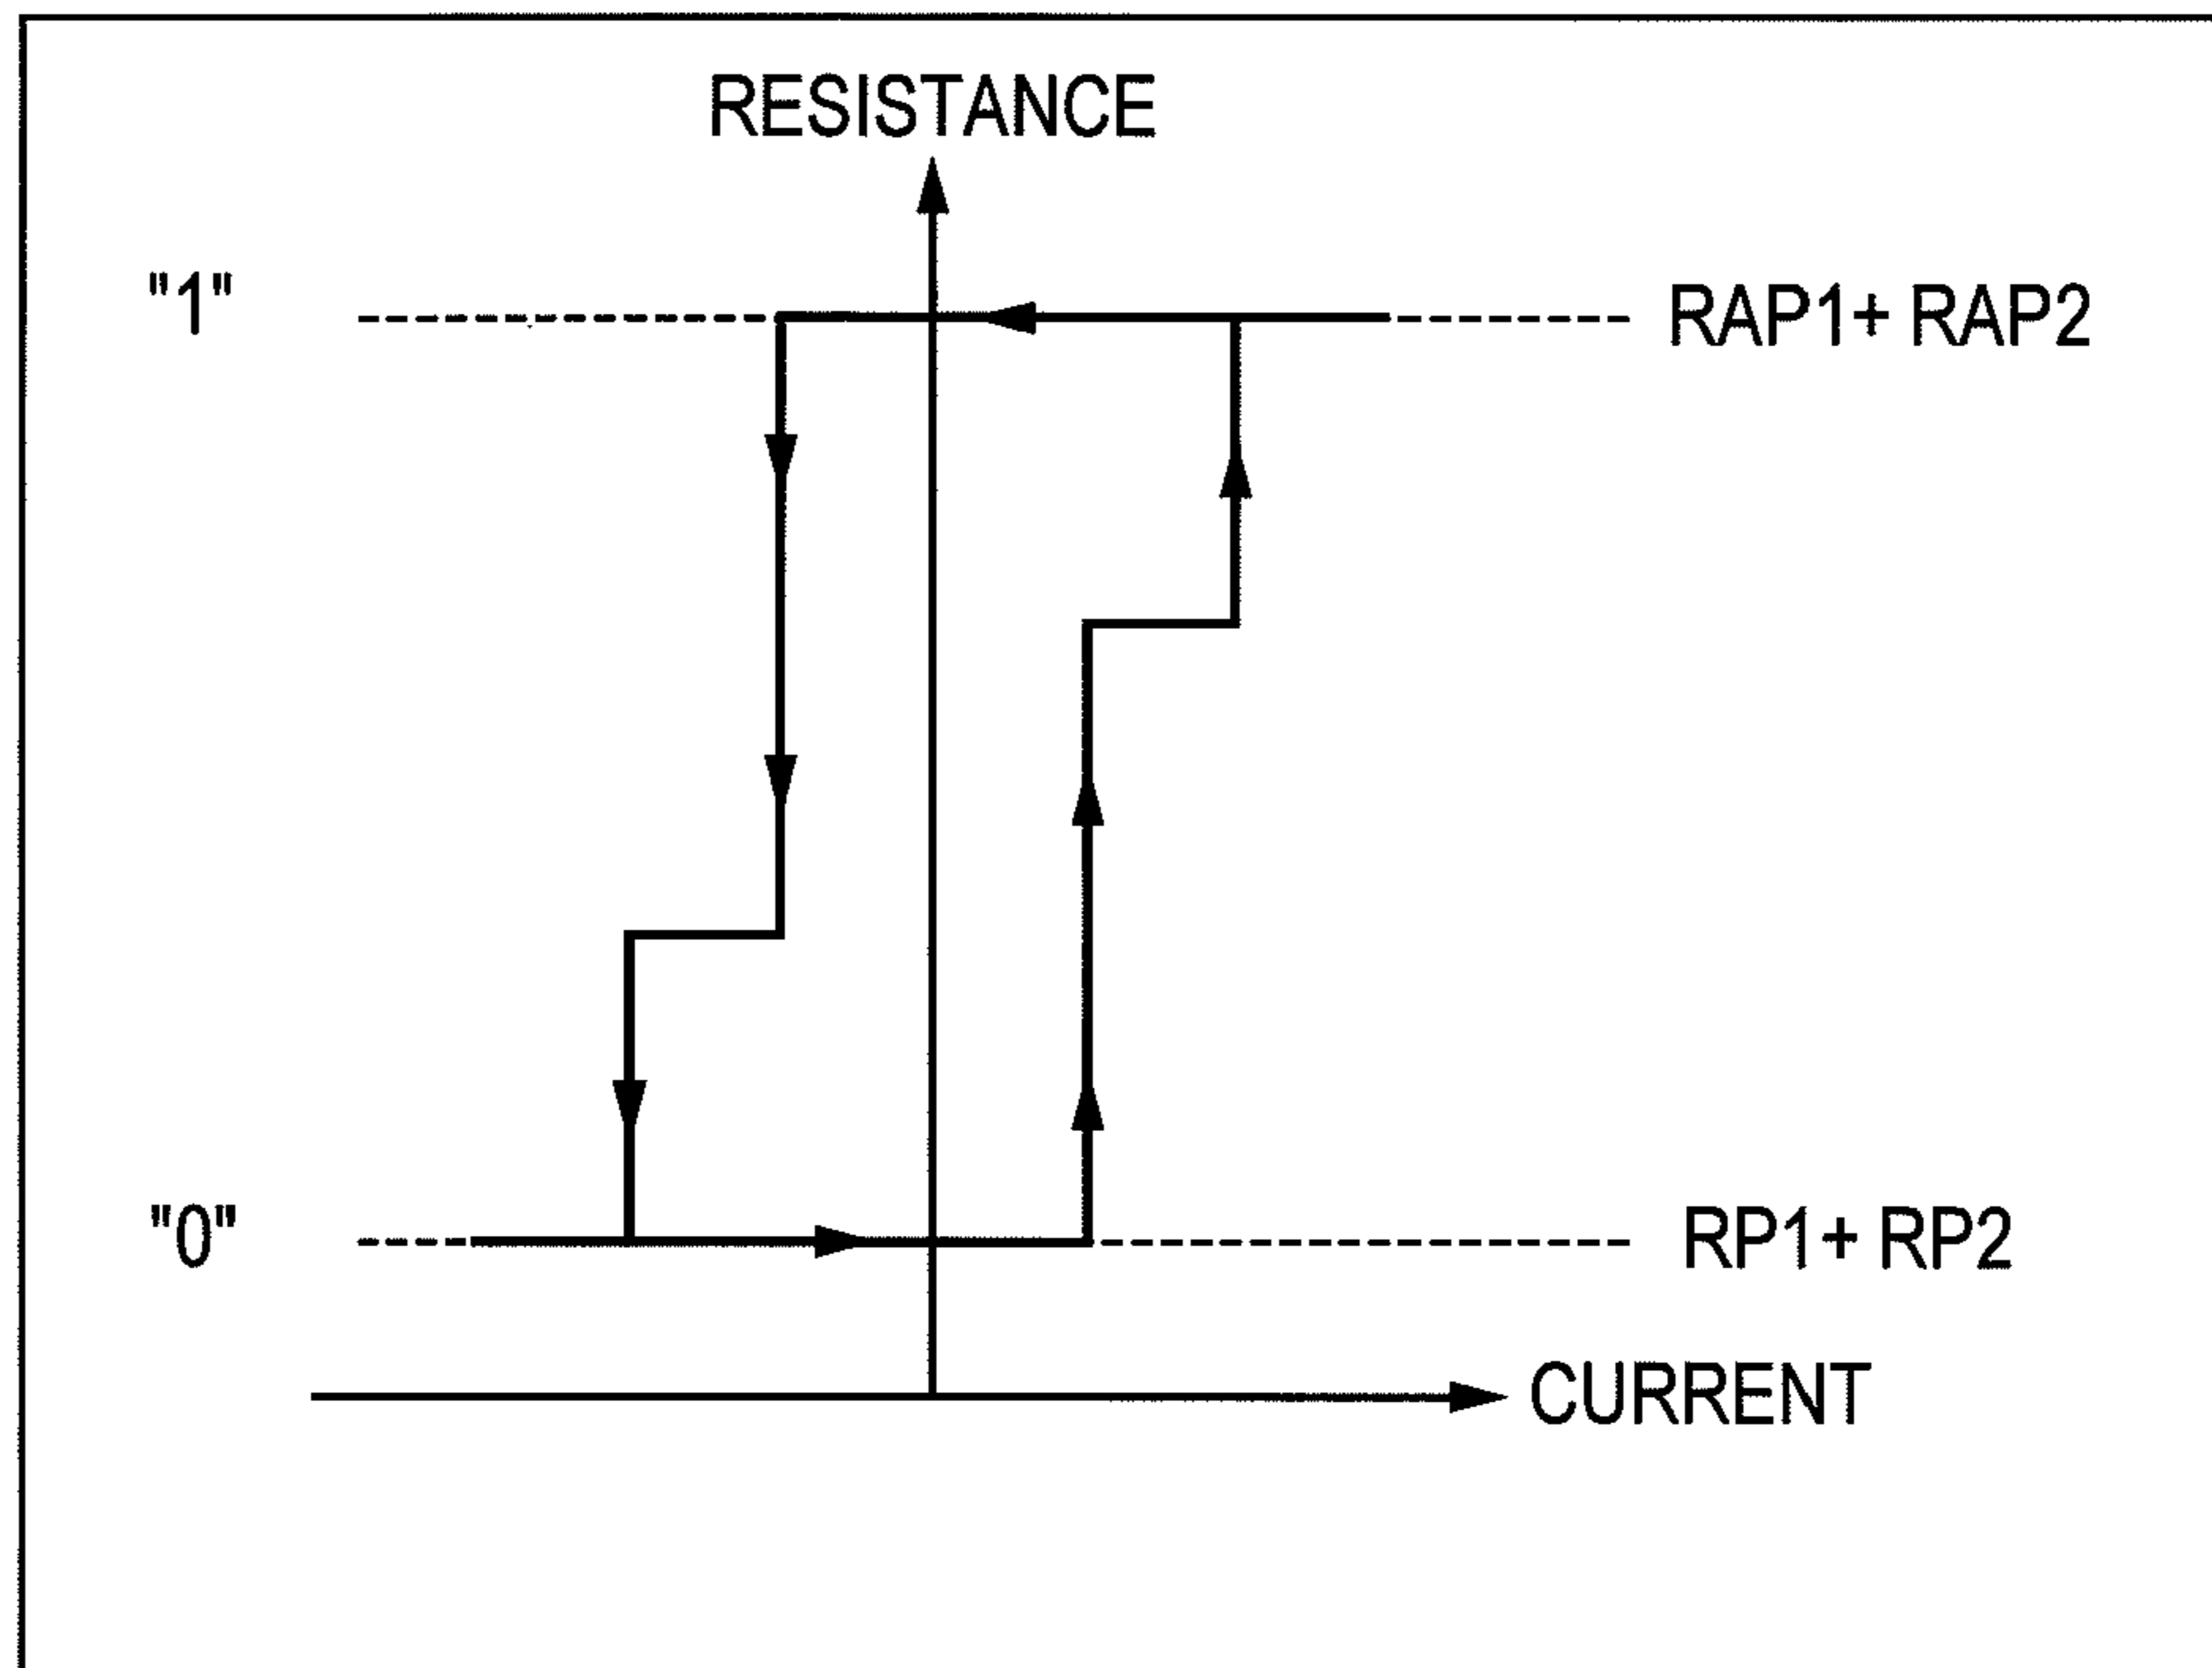 RESISTANCE
"1"
RAP1+ RAP2
"0"
RP1+ RP2
CURRENT